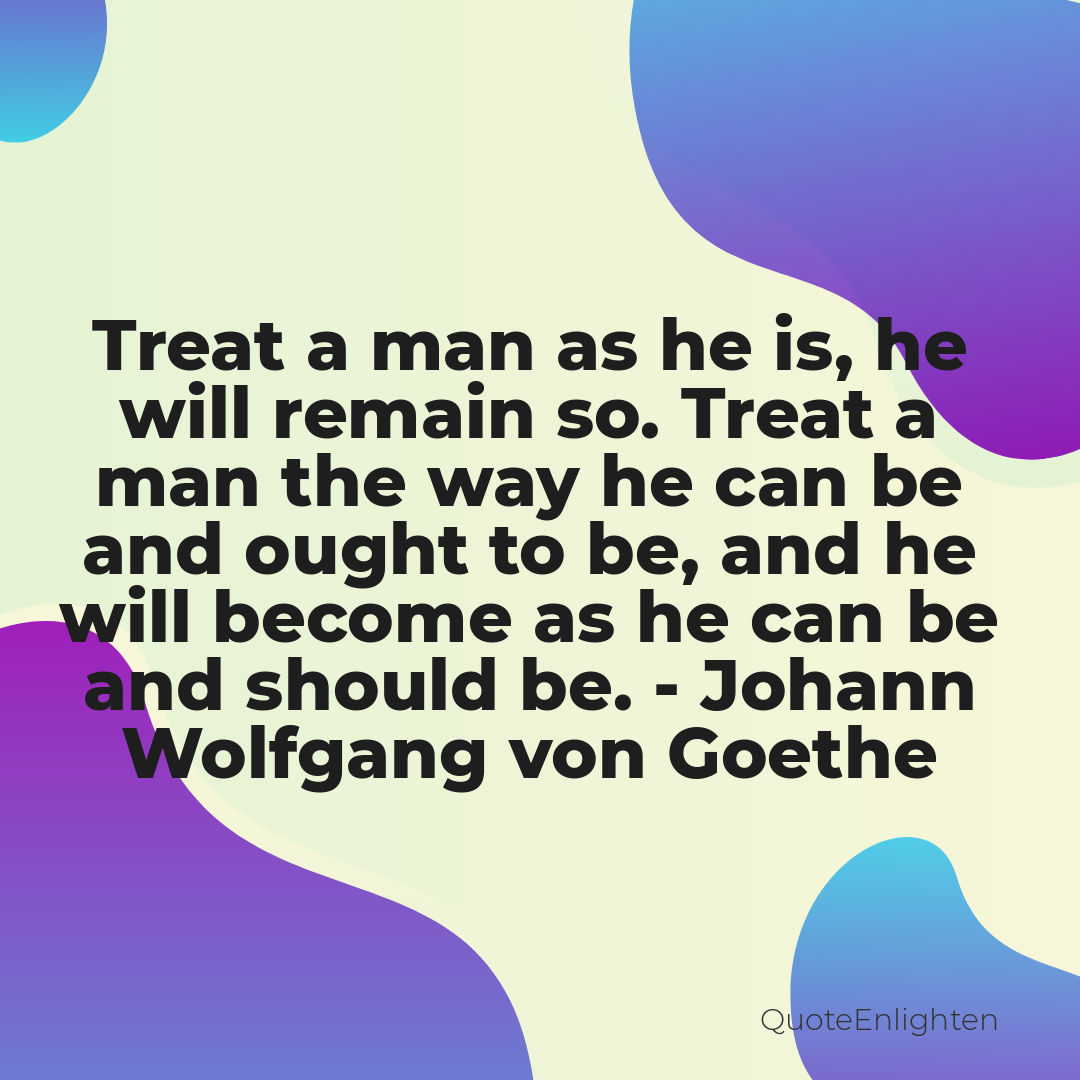 Treat a man as he is, he
will remain so. Treat a
man the way he can be
and ought to be, and he
will become as he can be
and should be. - Johann
Wolfgang von Goethe
QuoteEnlighten